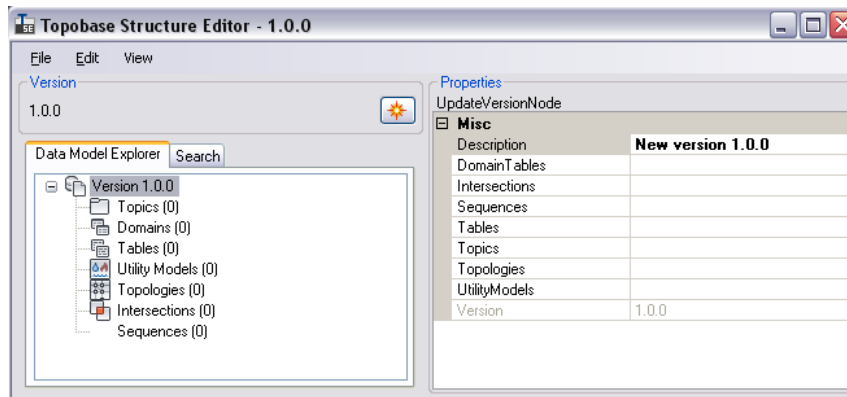 Topobase Structure Editor - 1.0.0
File Edit View
Version
1.0.0
Data Model Explorer Search
Version 1.0.0
Topics (0)
Domains (0)
Tables (0)
Utility Models (0)
Topologies (0)
Intersections (0)
Sequences (0)
Properties
UpdateVersionNode
Misc
Description New version 1.0.0
DomainTables
Intersections
Sequences
Tables
Topics
Topologies
UtilityModels
Version 1.0.0